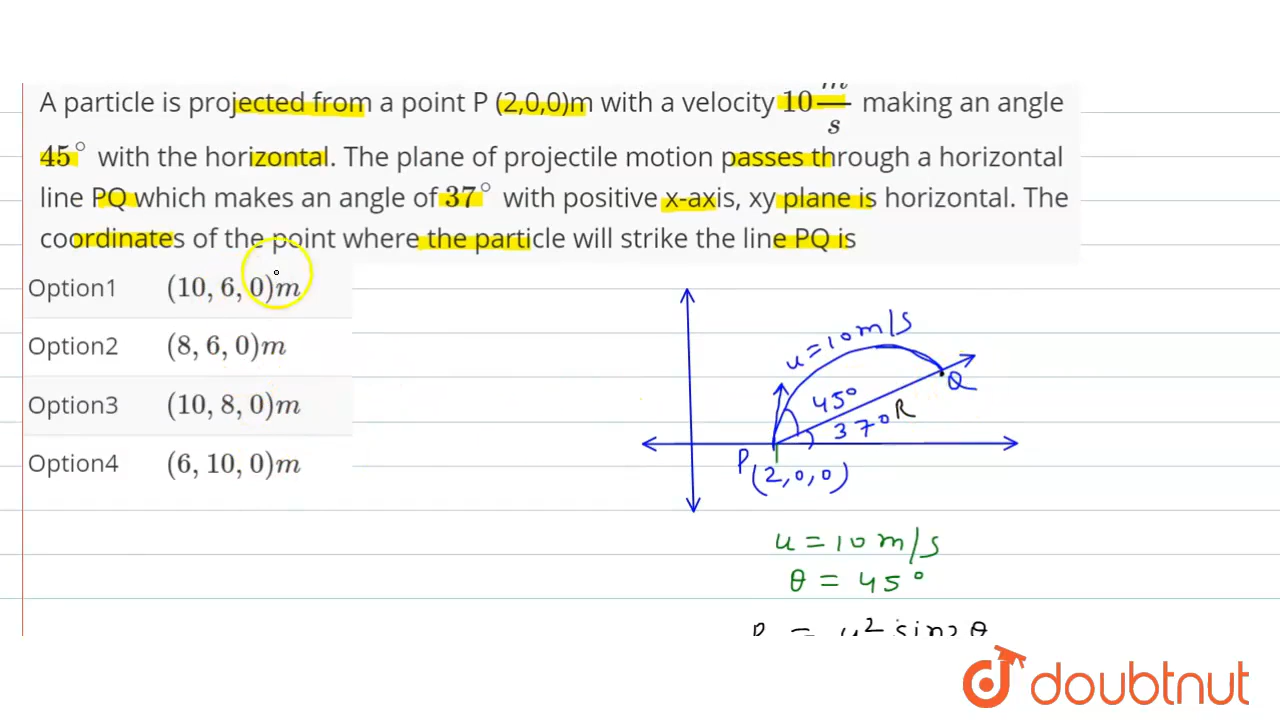 A particle is projected from a point P (2,0,0)m with a velocity 10 m/s making an angle
45° with the horizontal. The plane of projectile motion passes through a horizontal
line PQ which makes an angle of 37° with positive x-axis, xy plane is horizontal. The
coordinates of the point where the particle will strike the line PQ is
Option1 (10, 6, 0)m
Option2 (8, 6, 0)m
Option3 (10, 8, 0)m
Option4 (6, 10, 0)m
u = 10 m/s
45°
Q
37° R
P
(2,0,0)
u = 10 m/s
θ = 45°
R = u² sin2θ
doubtnut